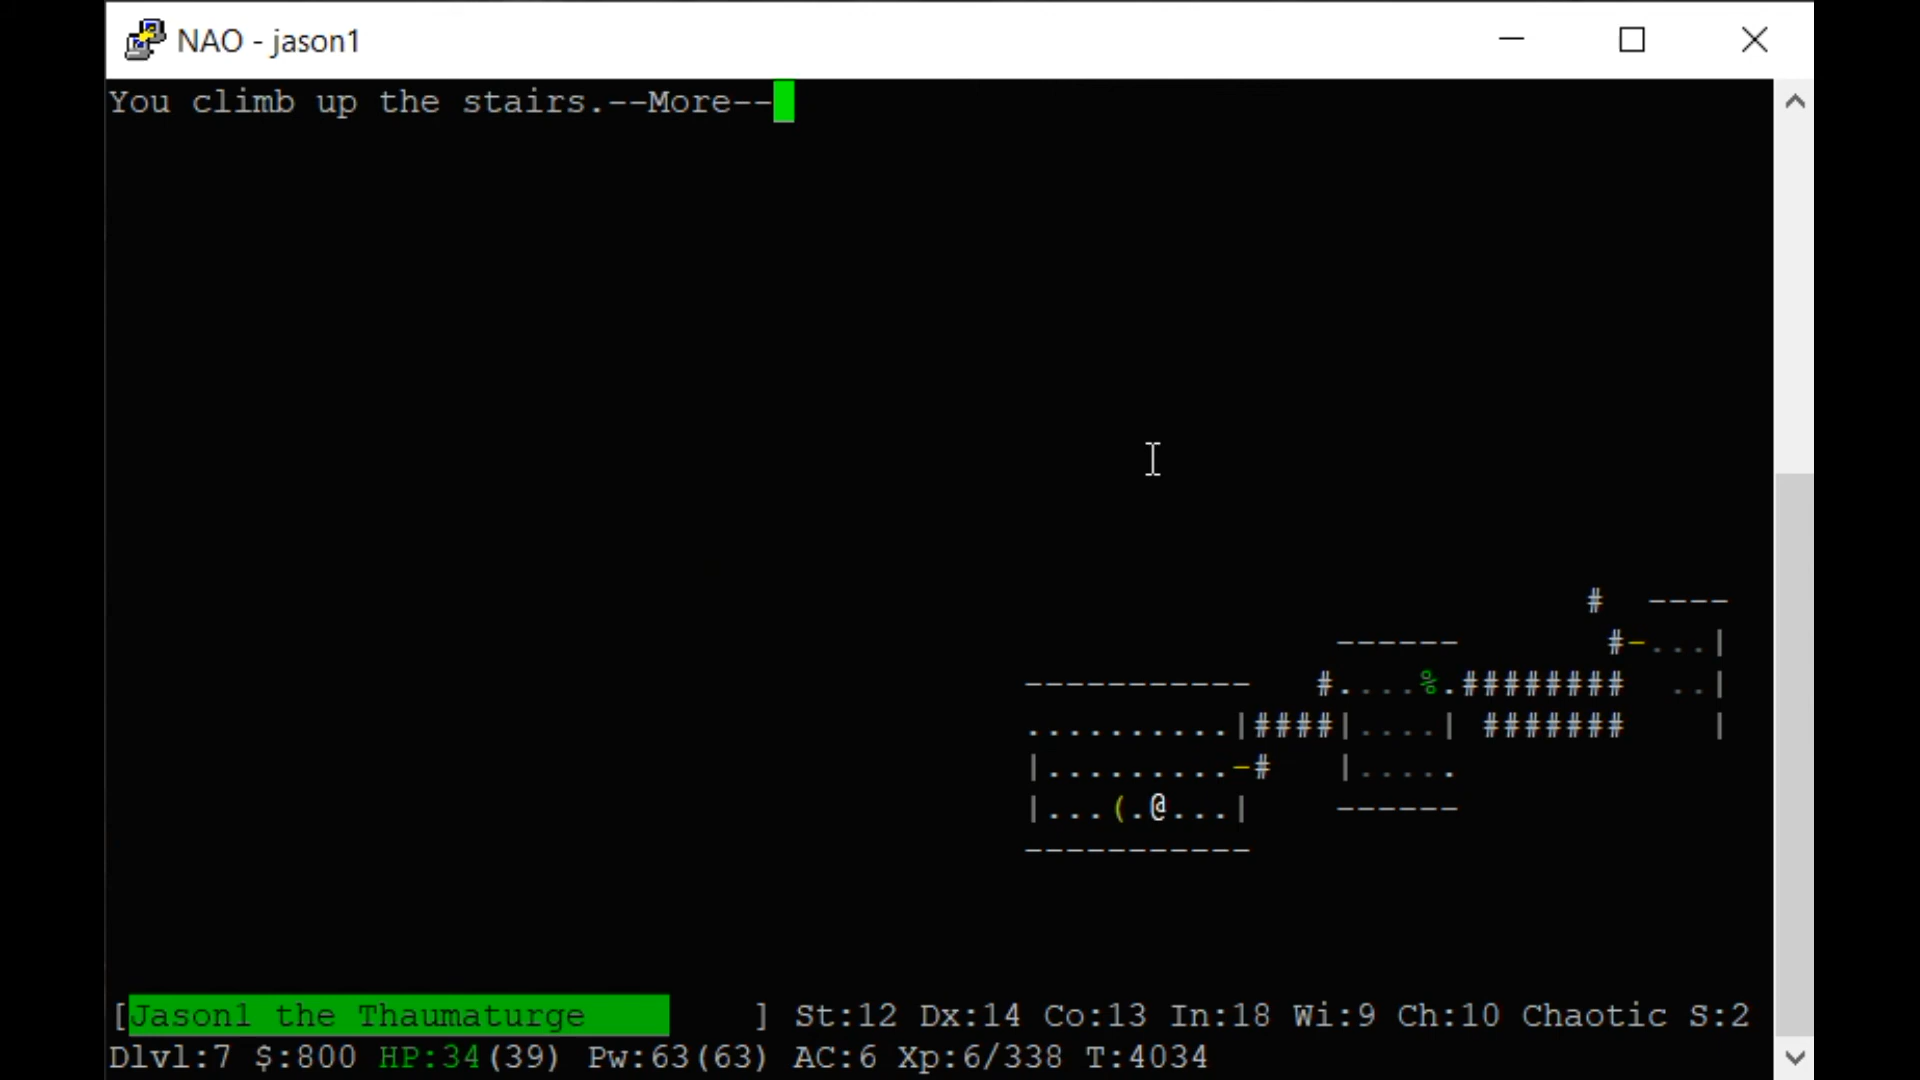 NAO - jason1
You climb up the stairs.--More--
#   ----
------       #-...|
-----------   #....%.########  ..|
..........|####|....| #######    |
|.........-#   |.....
|...(.@...|    ------
-----------
[Jason1 the Thaumaturge        ] St:12 Dx:14 Co:13 In:18 Wi:9 Ch:10 Chaotic S:2
Dlvl:7 $:800 HP:34(39) Pw:63(63) AC:6 Xp:6/338 T:4034